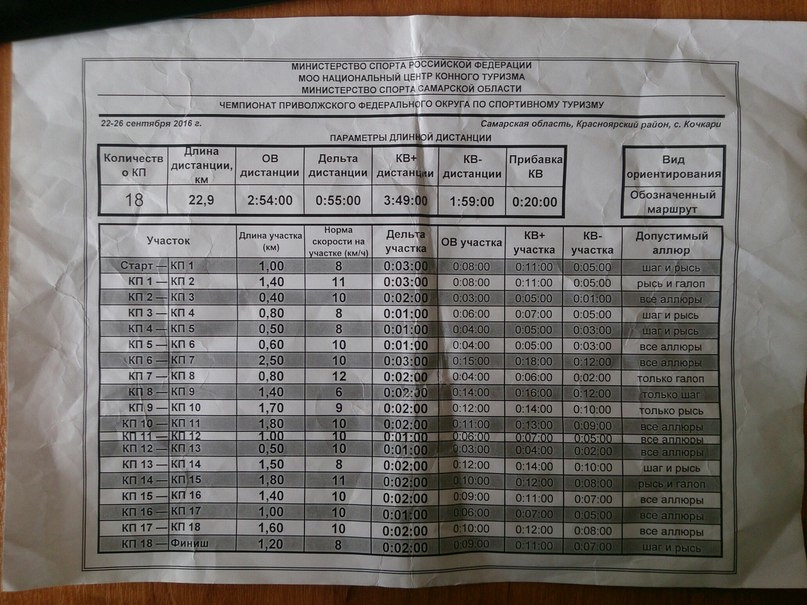 МИНИСТЕРСТВО СПОРТА РОССИЙСКОЙ ФЕДЕРАЦИИ
МОО НАЦИОНАЛЬНЫЙ ЦЕНТР КОННОГО ТУРИЗМА
МИНИСТЕРСТВО СПОРТА САМАРСКОЙ ОБЛАСТИ
ЧЕМПИОНАТ ПРИВОЛЖСКОГО ФЕДЕРАЛЬНОГО ОКРУГА ПО СПОРТИВНОМУ ТУРИЗМУ
22-26 сентября 2016 г. Самарская область, Красноярский район, с. Кочкари
ПАРАМЕТРЫ ДЛИННОЙ ДИСТАНЦИИ
Количеств о КП Длина дистанции, км ОВ дистанции Дельта дистанции КВ+ дистанции КВ- дистанции Прибавка КВ Вид ориентирования
18 22,9 2:54:00 0:55:00 3:49:00 1:59:00 0:20:00 Обозначенный маршрут
Участок Длина участка (км) Норма скорости на участке (км/ч) Дельта участка ОВ участка КВ+ участка КВ- участка Допустимый аллюр
Старт — КП 1 1,00 8 0:03:00 0:08:00 0:11:00 0:05:00 шаг и рысь
КП 1 — КП 2 1,40 11 0:03:00 0:08:00 0:11:00 0:05:00 рысь и галоп
КП 2 — КП 3 0,40 10 0:02:00 0:03:00 0:05:00 0:01:00 все аллюры
КП 3 — КП 4 0,80 8 0:01:00 0:06:00 0:07:00 0:05:00 шаг и рысь
КП 4 — КП 5 0,50 8 0:01:00 0:04:00 0:05:00 0:03:00 шаг и рысь
КП 5 — КП 6 0,60 10 0:01:00 0:04:00 0:05:00 0:03:00 все аллюры
КП 6 — КП 7 2,50 10 0:03:00 0:15:00 0:18:00 0:12:00 все аллюры
КП 7 — КП 8 0,80 12 0:02:00 0:04:00 0:06:00 0:02:00 только галоп
КП 8 — КП 9 1,40 6 0:02:00 0:14:00 0:16:00 0:12:00 только шаг
КП 9 — КП 10 1,70 9 0:02:00 0:12:00 0:14:00 0:10:00 только рысь
КП 10 — КП 11 1,80 10 0:02:00 0:11:00 0:13:00 0:09:00 все аллюры
КП 11 — КП 12 1,00 10 0:01:00 0:06:00 0:07:00 0:05:00 все аллюры
КП 12 — КП 13 0,50 10 0:01:00 0:03:00 0:04:00 0:02:00 все аллюры
КП 13 — КП 14 1,50 8 0:02:00 0:12:00 0:14:00 0:10:00 шаг и рысь
КП 14 — КП 15 1,80 11 0:02:00 0:10:00 0:12:00 0:08:00 рысь и галоп
КП 15 — КП 16 1,40 10 0:02:00 0:09:00 0:11:00 0:07:00 все аллюры
КП 16 — КП 17 1,00 10 0:01:00 0:06:00 0:07:00 0:05:00 все аллюры
КП 17 — КП 18 1,60 10 0:02:00 0:10:00 0:12:00 0:08:00 все аллюры
КП 18 — Финиш 1,20 8 0:02:00 0:09:00 0:11:00 0:07:00 шаг и рысь